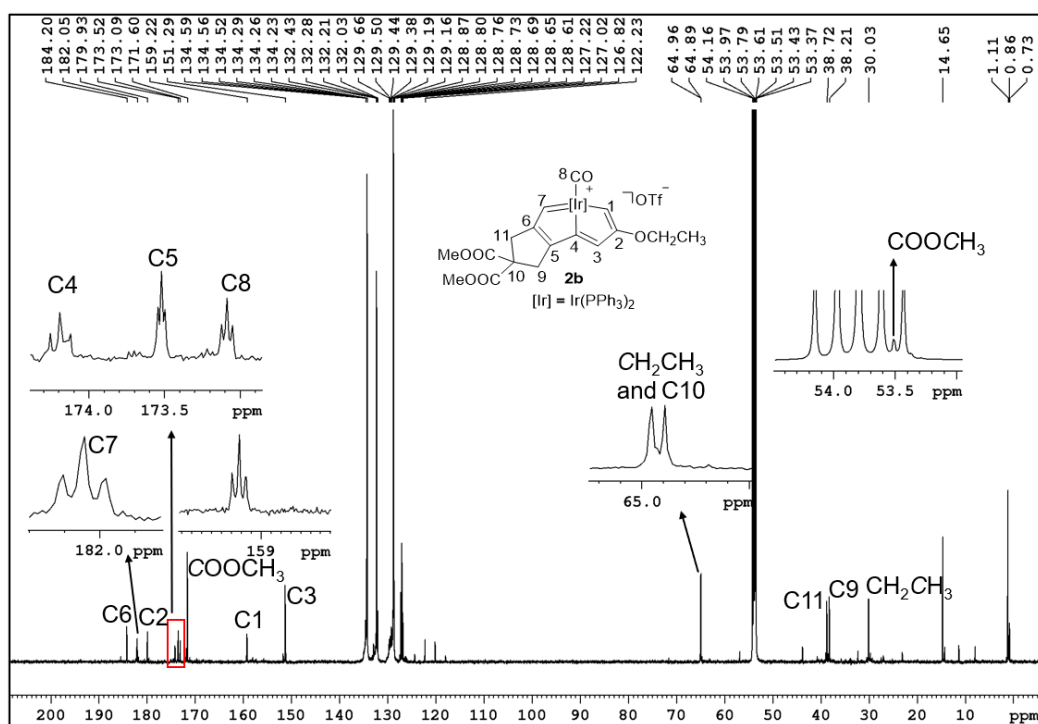 184.20
182.05
179.93
173.52
173.09
171.60
159.22
151.29
134.59
134.56
134.52
134.29
134.26
134.23
132.43
132.28
132.21
132.03
129.66
129.50
129.44
129.38
129.19
129.16
128.87
128.80
128.76
128.73
128.69
128.65
128.61
127.22
127.02
126.82
122.23
64.96
64.89
54.16
53.97
53.79
53.61
53.51
53.43
53.37
38.72
38.21
30.03
14.65
1.11
0.86
0.73
C4
C5
C8
174.0 173.5 ppm
C7
182.0 ppm
159 ppm
8CO
+
7 [Ir] 1
OTf−
6
11
5 4 3 2 OCH2CH3
MeOOC
MeOOC
10 9
2b
[Ir] = Ir(PPh3)2
CH2CH3
and C10
65.0 ppm
COOCH3
54.0 53.5 ppm
C6
C2
COOCH3
C1
C3
C11
C9
CH2CH3
200 190 180 170 160 150 140 130 120 110 100 90 80 70 60 50 40 30 20 10 ppm